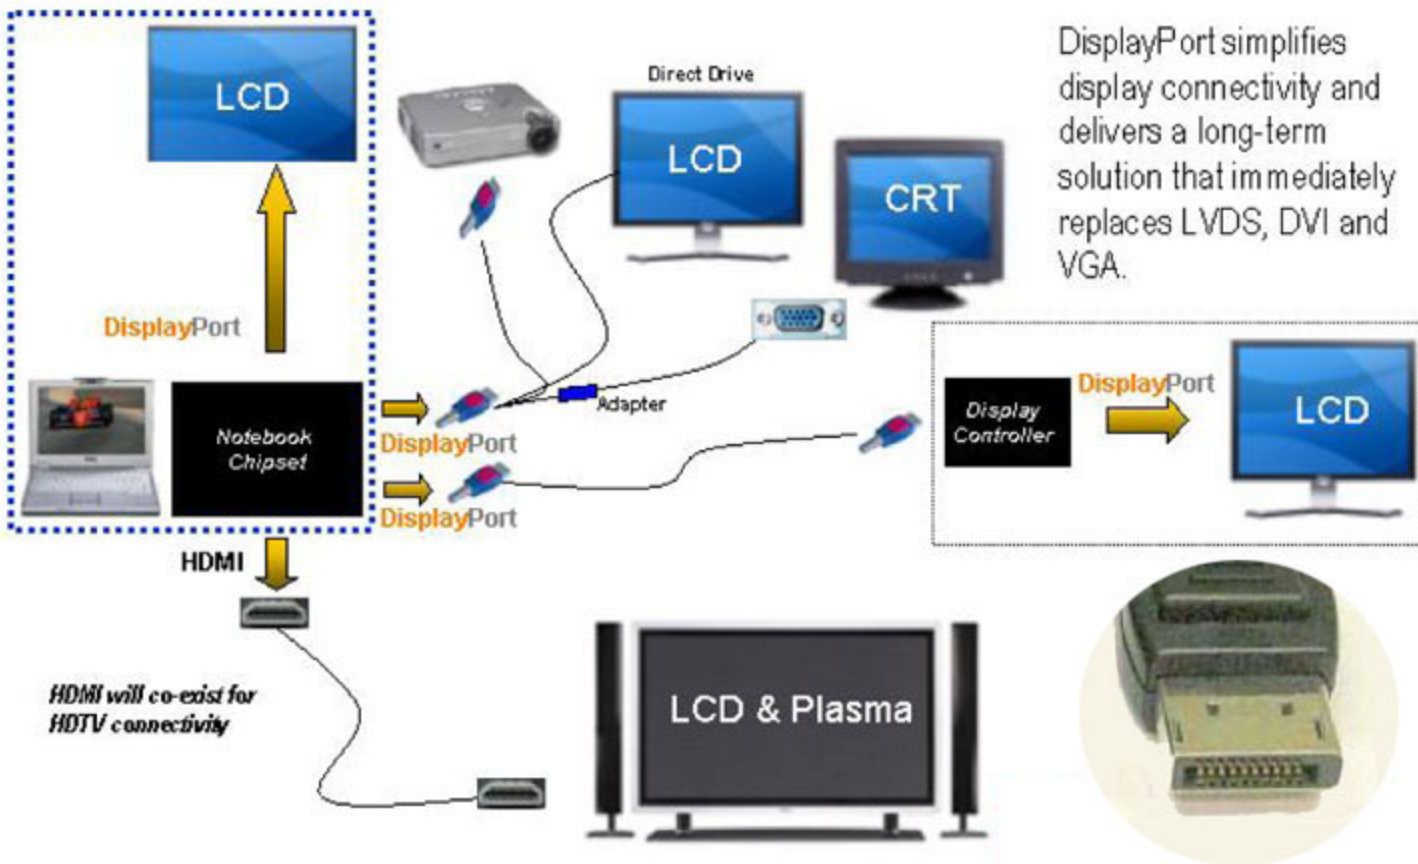 LCD
DisplayPort
Notebook
Chipset
DisplayPort
DisplayPort
HDMI
HDMI will co-exist for
HDTV connectivity
Direct Drive
LCD
CRT
Adapter
DisplayPort simplifies
display connectivity and
delivers a long-term
solution that immediately
replaces LVDS, DVI and
VGA.
Display
Controller
DisplayPort
LCD
LCD & Plasma